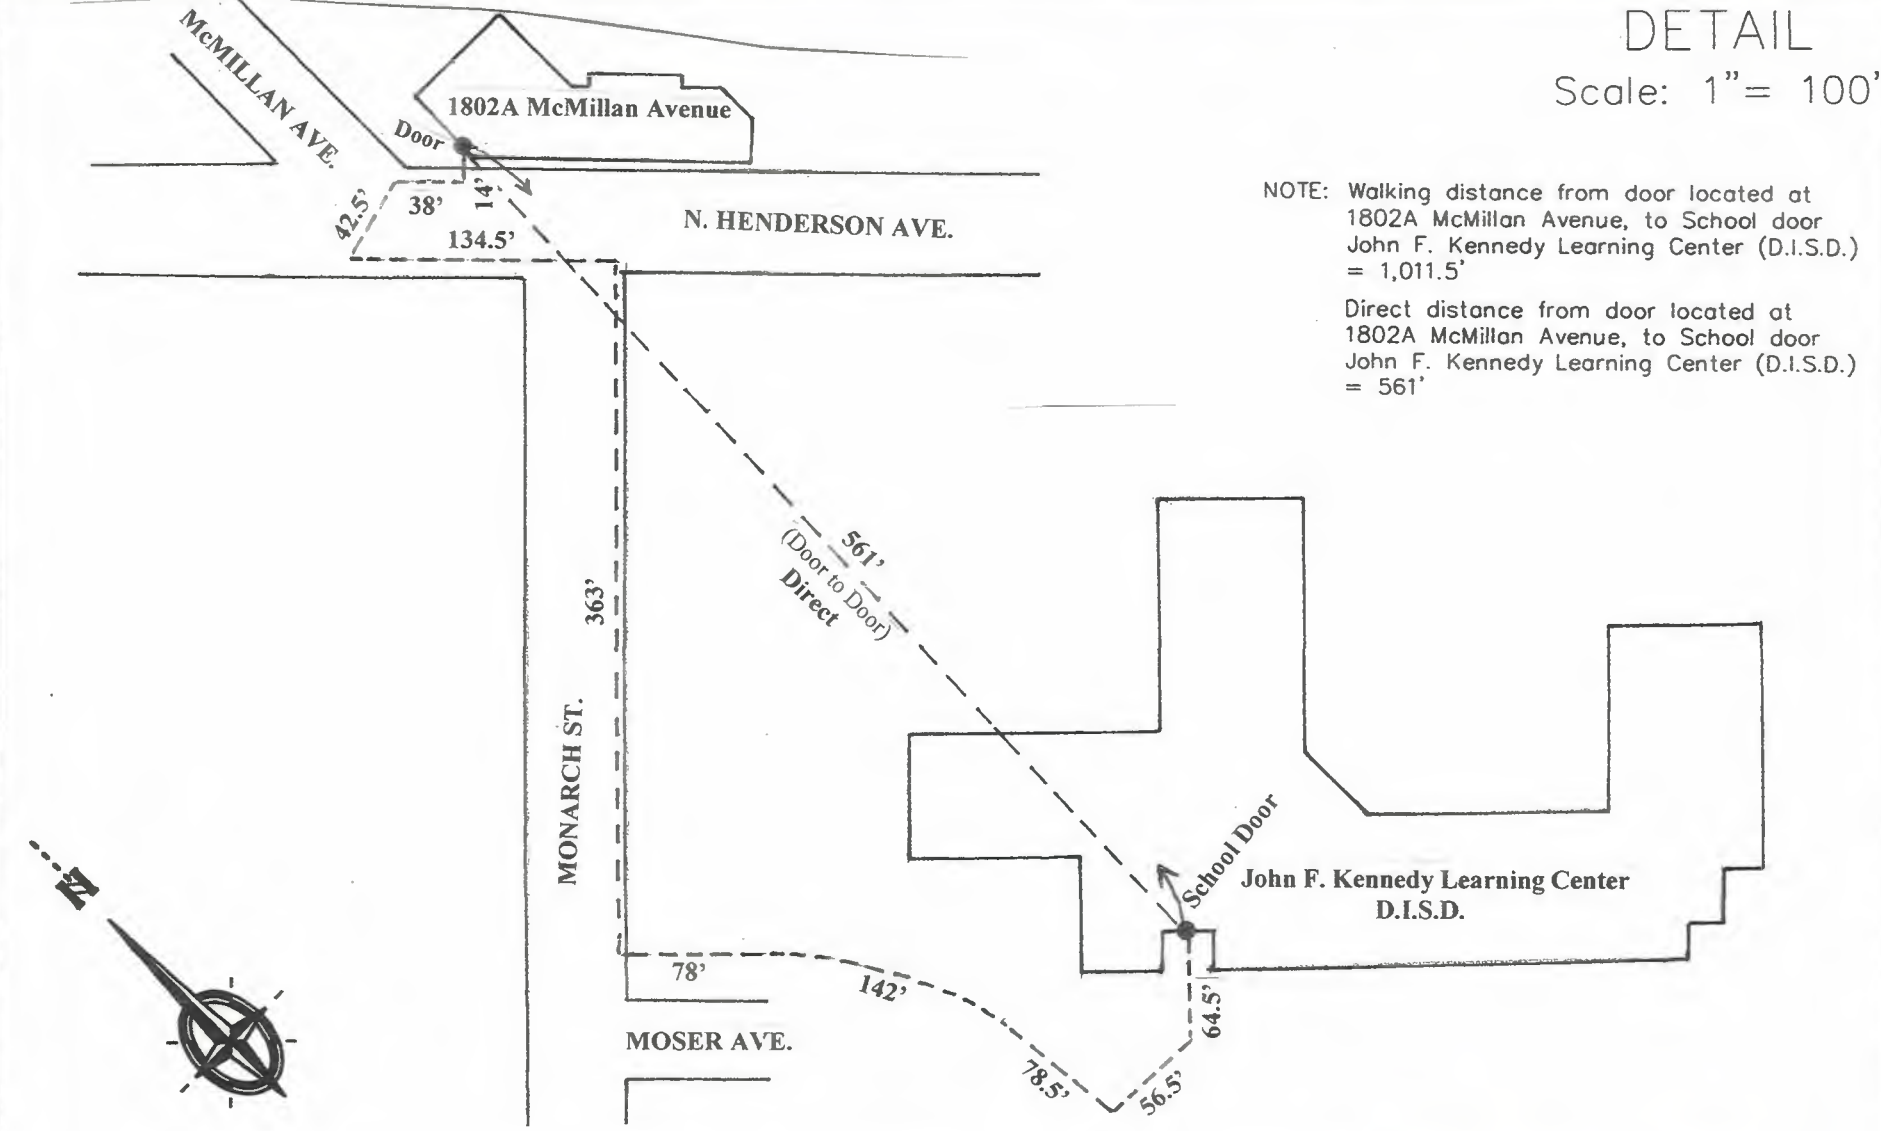 DETAIL
Scale: 1"= 100'
McMILLAN AVE.
1802A McMillan Avenue
Door
14'
38'
42.5'
134.5'
N. HENDERSON AVE.
NOTE: Walking distance from door located at
1802A McMillan Avenue, to School door
John F. Kennedy Learning Center (D.I.S.D.)
= 1,011.5'
Direct distance from door located at
1802A McMillan Avenue, to School door
John F. Kennedy Learning Center (D.I.S.D.)
= 561'
561'
(Door to Door)
Direct
363'
MONARCH ST.
School Door
John F. Kennedy Learning Center
D.I.S.D.
N
78'
142'
64.5'
MOSER AVE.
78.5'
56.5'